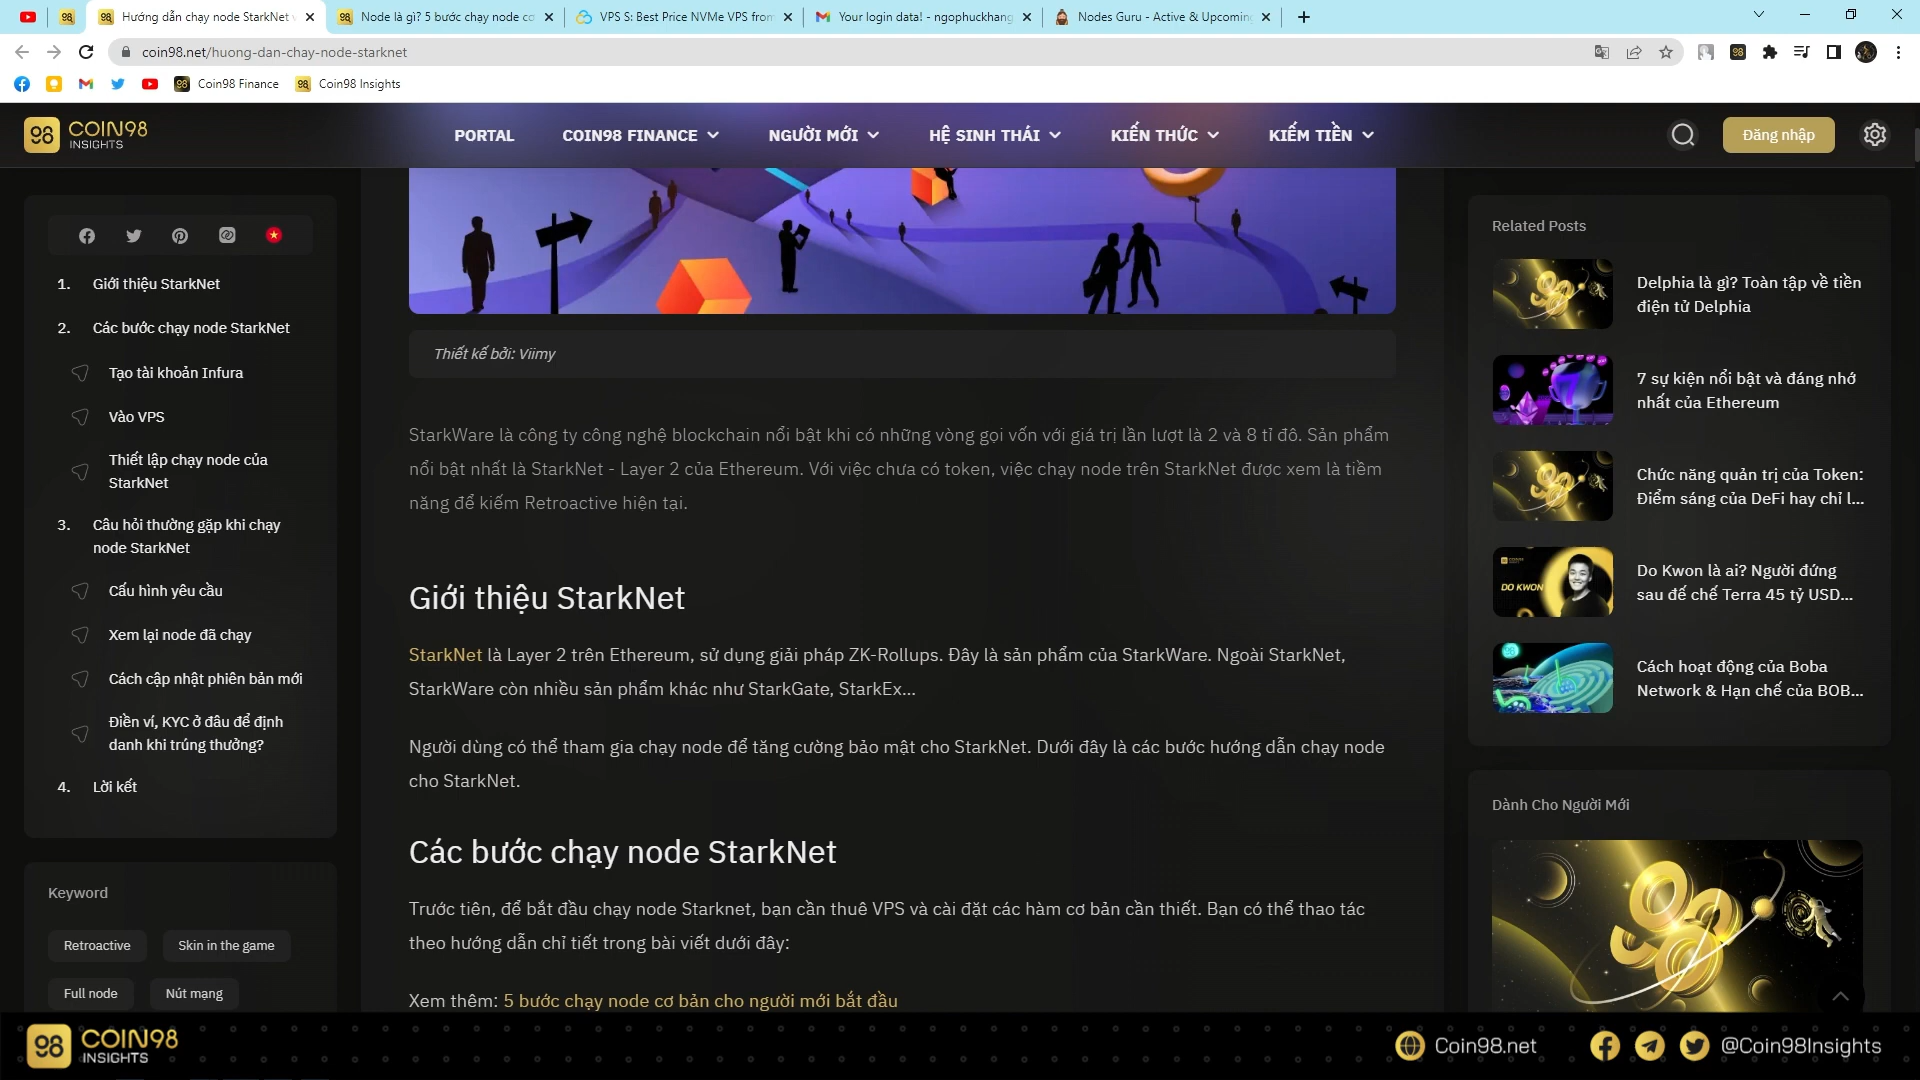 Hướng dẫn chạy node StarkNet
Node là gì? 5 bước chạy node cơ
VPS S: Best Price NVMe VPS from
Your login data! - ngophuckhang
Nodes Guru - Active & Upcoming
coin98.net/huong-dan-chay-node-starknet
98 Coin98 Finance
98 Coin98 Insights
98 COIN98
INSIGHTS
PORTAL
COIN98 FINANCE
NGƯỜI MỚI
HỆ SINH THÁI
KIẾN THỨC
KIẾM TIỀN
Đăng nhập
1. Giới thiệu StarkNet
2. Các bước chạy node StarkNet
Tạo tài khoản Infura
Vào VPS
Thiết lập chạy node của
StarkNet
3. Câu hỏi thường gặp khi chạy
node StarkNet
Cấu hình yêu cầu
Xem lại node đã chạy
Cách cập nhật phiên bản mới
Điền ví, KYC ở đâu để định
danh khi trúng thưởng?
4. Lời kết
Keyword
Retroactive
Skin in the game
Full node
Nút mạng
Thiết kế bởi: Viimy
StarkWare là công ty công nghệ blockchain nổi bật khi có những vòng gọi vốn với giá trị lần lượt là 2 và 8 tỉ đô. Sản phẩm
nổi bật nhất là StarkNet - Layer 2 của Ethereum. Với việc chưa có token, việc chạy node trên StarkNet được xem là tiềm
năng để kiếm Retroactive hiện tại.
Giới thiệu StarkNet
StarkNet là Layer 2 trên Ethereum, sử dụng giải pháp ZK-Rollups. Đây là sản phẩm của StarkWare. Ngoài StarkNet,
StarkWare còn nhiều sản phẩm khác như StarkGate, StarkEx...
Người dùng có thể tham gia chạy node để tăng cường bảo mật cho StarkNet. Dưới đây là các bước hướng dẫn chạy node
cho StarkNet.
Các bước chạy node StarkNet
Trước tiên, để bắt đầu chạy node Starknet, bạn cần thuê VPS và cài đặt các hàm cơ bản cần thiết. Bạn có thể thao tác
theo hướng dẫn chỉ tiết trong bài viết dưới đây:
Xem thêm: 5 bước chạy node cơ bản cho người mới bắt đầu
Related Posts
Delphia là gì? Toàn tập về tiền
điện tử Delphia
7 sự kiện nổi bật và đáng nhớ
nhất của Ethereum
Chức năng quản trị của Token:
Điểm sáng của DeFi hay chỉ l...
DO KWON
Do Kwon là ai? Người đứng
sau đế chế Terra 45 tỷ USD...
Cách hoạt động của Boba
Network & Hạn chế của BOB...
Dành Cho Người Mới
98 COIN98
INSIGHTS
Coin98.net
@Coin98Insights